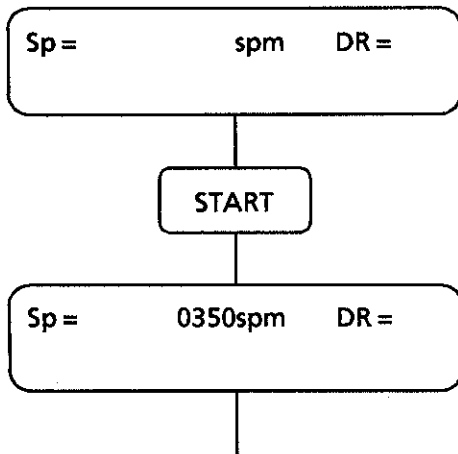 Sp = spm DR =
START
Sp = 0350spm DR =